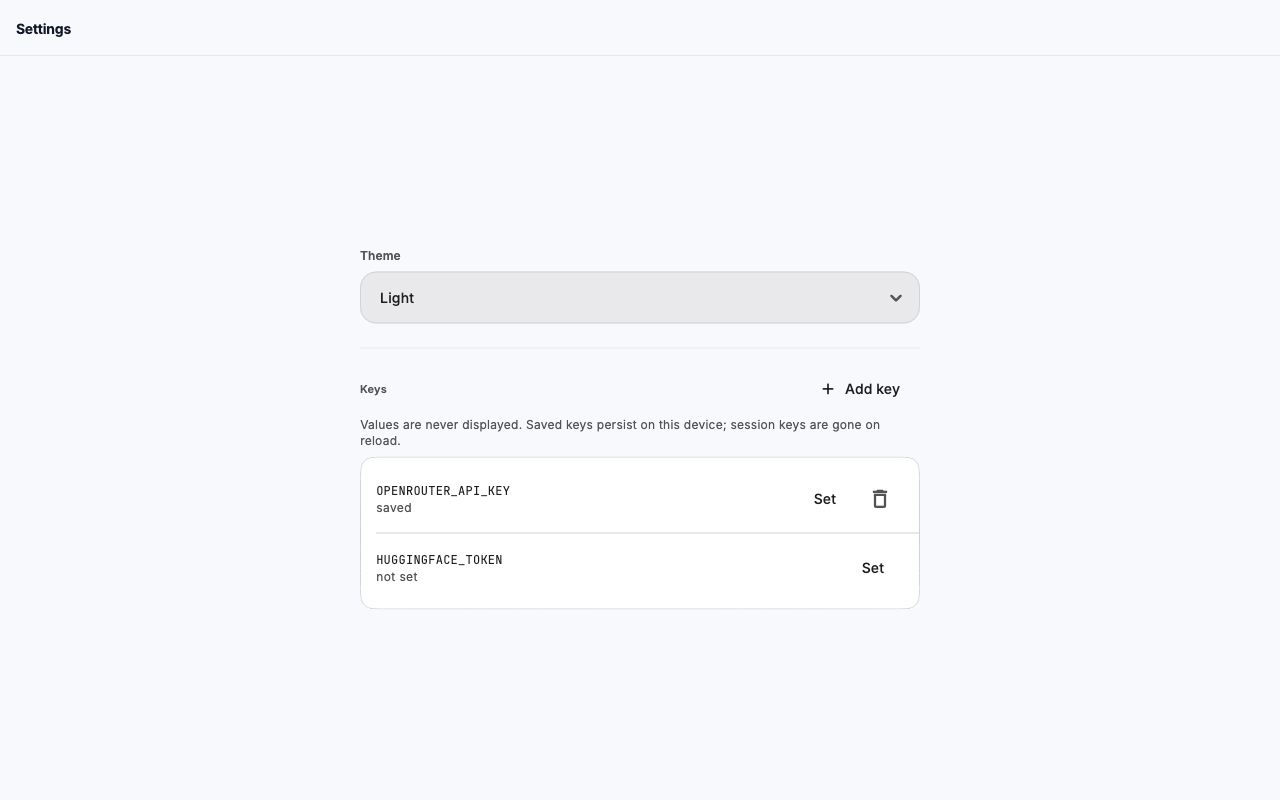 Settings
Theme
Light
Keys
Add key
Values are never displayed. Saved keys persist on this device; session keys are gone on
reload.
OPENROUTER_API_KEY
saved
Set
HUGGINGFACE_TOKEN
not set
Set